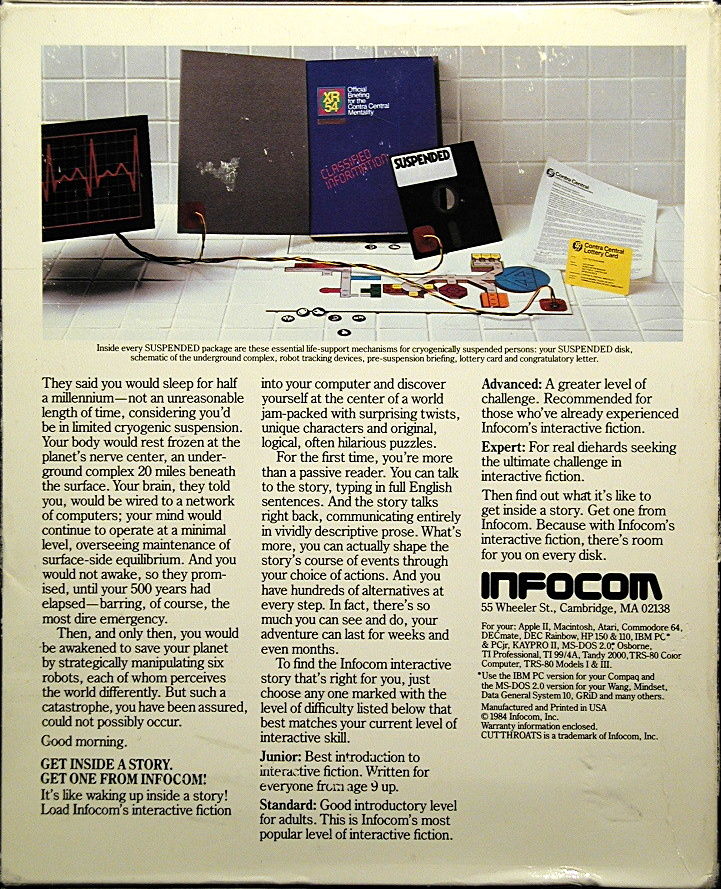 XR
54
Official
Briefing
for the
Contra Central
Mentality
CLASSIFIED
INFORMATION
SUSPENDED
Contra Central
Contra Central
Lottery Card
Inside every SUSPENDED package are these essential life-support mechanisms for cryogenically suspended persons: your SUSPENDED disk,
schematic of the underground complex, robot tracking devices, pre-suspension briefing, lottery card and congratulatory letter.
They said you would sleep for half
a millennium—not an unreasonable
length of time, considering you'd
be in limited cryogenic suspension.
Your body would rest frozen at the
planet's nerve center, an under-
ground complex 20 miles beneath
the surface. Your brain, they told
you, would be wired to a network
of computers; your mind would
continue to operate at a minimal
level, overseeing maintenance of
surface-side equilibrium. And you
would not awake, so they prom-
ised, until your 500 years had
elapsed—barring, of course, the
most dire emergency.
Then, and only then, you would
be awakened to save your planet
by strategically manipulating six
robots, each of whom perceives
the world differently. But such a
catastrophe, you have been assured,
could not possibly occur.
Good morning.
GET INSIDE A STORY.
GET ONE FROM INFOCOM!
It's like waking up inside a story!
Load Infocom's interactive fiction
into your computer and discover
yourself at the center of a world
jam-packed with surprising twists,
unique characters and original,
logical, often hilarious puzzles.
For the first time, you're more
than a passive reader. You can talk
to the story, typing in full English
sentences. And the story talks
right back, communicating entirely
in vividly descriptive prose. What's
more, you can actually shape the
story's course of events through
your choice of actions. And you
have hundreds of alternatives at
every step. In fact, there's so
much you can see and do, your
adventure can last for weeks and
even months.
To find the Infocom interactive
story that's right for you, just
choose any one marked with the
level of difficulty listed below that
best matches your current level of
interactive skill.
Junior: Best introduction to
interactive fiction. Written for
everyone from age 9 up.
Standard: Good introductory level
for adults. This is Infocom's most
popular level of interactive fiction.
Advanced: A greater level of
challenge. Recommended for
those who've already experienced
Infocom's interactive fiction.
Expert: For real diehards seeking
the ultimate challenge in
interactive fiction.
Then find out what it's like to
get inside a story. Get one from
Infocom. Because with Infocom's
interactive fiction, there's room
for you on every disk.
INFOCOM
55 Wheeler St., Cambridge, MA 02138
For your: Apple II, Macintosh, Atari, Commodore 64,
DECmate, DEC Rainbow, HP 150 & 110, IBM PC*
& PCjr, KAYPRO II, MS-DOS 2.0,* Osborne,
TI Professional, TI 99/4A, Tandy 2000, TRS-80 Color
Computer, TRS-80 Models I & III.
*Use the IBM PC version for your Compaq and
the MS-DOS 2.0 version for your Wang, Mindset,
Data General System 10, GRiD and many others.
Manufactured and Printed in USA
© 1984 Infocom, Inc.
Warranty information enclosed.
CUTTHROATS is a trademark of Infocom, Inc.